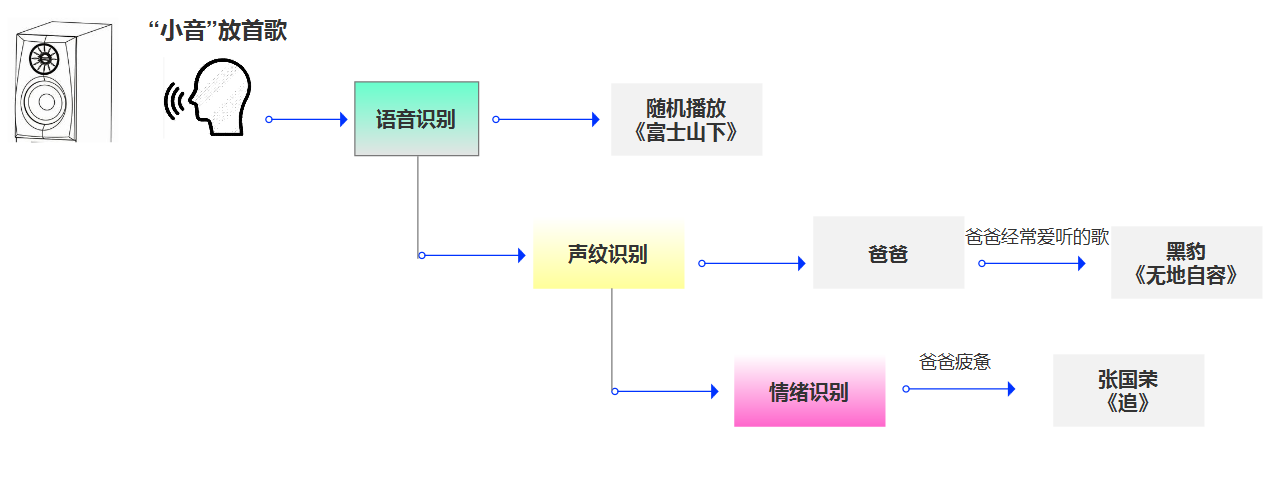 “小音”放首歌
语音识别
随机播放
《富士山下》
声纹识别
爸爸
爸爸经常爱听的歌
黑豹
《无地自容》
情绪识别
爸爸疲惫
张国荣
《追》